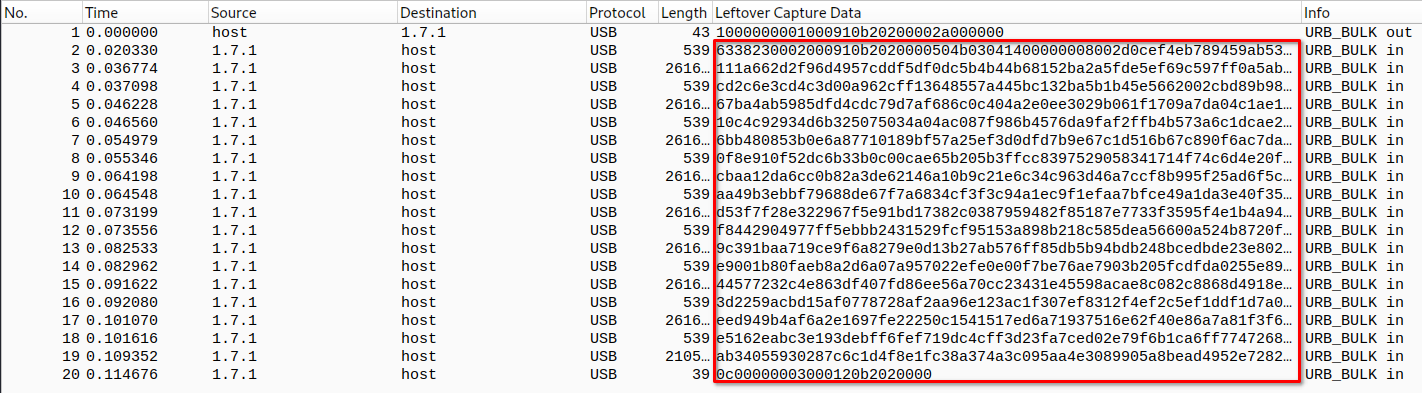 No. Time Source Destination Protocol Length Leftover Capture Data Info
1 0.000000 host 1.7.1 USB 43 1000000001000910b20200002a000000 URB_BULK out
2 0.020330 1.7.1 host USB 539 6338230002000910b2020000504b03041400000008002d0cef4eb789459ab53… URB_BULK in
3 0.036774 1.7.1 host USB 2616… 111a662d2f96d4957cddf5df0dc5b4b44b68152ba2a5fde5ef69c597ff0a5ab… URB_BULK in
4 0.037098 1.7.1 host USB 539 cd2c6e3cd4c3d00a962cff13648557a445bc132ba5b1b45e5662002cbd89b98… URB_BULK in
5 0.046228 1.7.1 host USB 2616… 67ba4ab5985dfd4cdc79d7af686c0c404a2e0ee3029b061f1709a7da04c1ae1… URB_BULK in
6 0.046560 1.7.1 host USB 539 10c4c92934d6b325075034a04ac087f986b4576da9faf2ffb4b573a6c1dcae2… URB_BULK in
7 0.054979 1.7.1 host USB 2616… 6bb480853b0e6a87710189bf57a25ef3d0dfd7b9e67c1d516b67c890f6ac7da… URB_BULK in
8 0.055346 1.7.1 host USB 539 0f8e910f52dc6b33b0c00cae65b205b3ffcc8397529058341714f74c6d4e20f… URB_BULK in
9 0.064198 1.7.1 host USB 2616… cbaa12da6cc0b82a3de62146a10b9c21e6c34c963d46a7ccf8b995f25ad6f5c… URB_BULK in
10 0.064548 1.7.1 host USB 539 aa49b3ebbf79688de67f7a6834cf3f3c94a1ec9f1efaa7bfce49a1da3e40f35… URB_BULK in
11 0.073199 1.7.1 host USB 2616… d53f7f28e322967f5e91bd17382c0387959482f85187e7733f3595f4e1b4a94… URB_BULK in
12 0.073556 1.7.1 host USB 539 f8442904977ff5ebbb2431529fcf95153a898b218c585dea56600a524b8720f… URB_BULK in
13 0.082533 1.7.1 host USB 2616… 9c391baa719ce9f6a8279e0d13b27ab576ff85db5b94bdb248bcedbde23e802… URB_BULK in
14 0.082962 1.7.1 host USB 539 e9001b80faeb8a2d6a07a957022efe0e00f7be76ae7903b205fcdfda0255e89… URB_BULK in
15 0.091622 1.7.1 host USB 2616… 44577232c4e863df407fd86ee56a70cc23431e45598acae8c082c8868d4918e… URB_BULK in
16 0.092080 1.7.1 host USB 539 3d2259acbd15af0778728af2aa96e123ac1f307ef8312f4ef2c5ef1ddf1d7a0… URB_BULK in
17 0.101070 1.7.1 host USB 2616… eed949b4af6a2e1697fe22250c1541517ed6a71937516e62f40e86a7a81f3f6… URB_BULK in
18 0.101616 1.7.1 host USB 539 e5162eabc3e193debff6fef719dc4cff3d23fa7ced02e79f6b1ca6ff7747268… URB_BULK in
19 0.109352 1.7.1 host USB 2105… ab34055930287c6c1d4f8e1fc38a374a3c095aa4e3089905a8bead4952e7282… URB_BULK in
20 0.114676 1.7.1 host USB 39 0c00000003000120b2020000 URB_BULK in